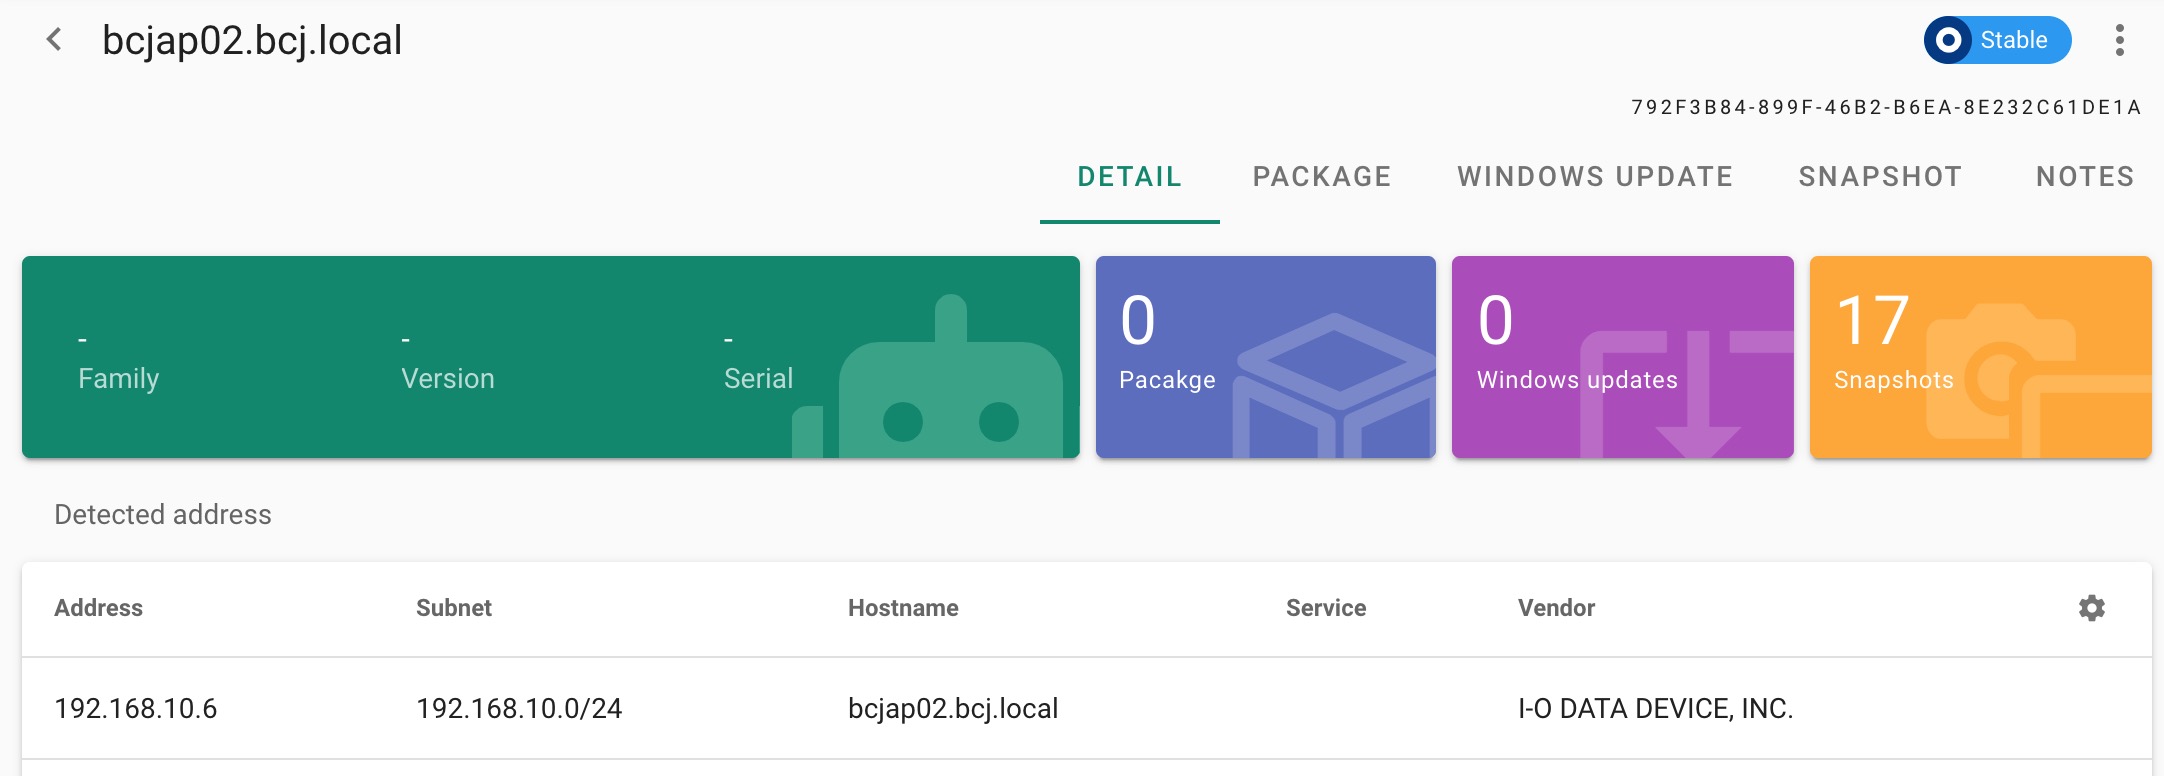 bcjap02.bcj.local
Stable
792F3B84-899F-46B2-B6EA-8E232C61DE1A
DETAIL PACKAGE WINDOWS UPDATE SNAPSHOT NOTES
- - -
Family Version Serial
0
Pacakge
0
Windows updates
17
Snapshots
Detected address
Address Subnet Hostname Service Vendor
192.168.10.6 192.168.10.0/24 bcjap02.bcj.local I-O DATA DEVICE, INC.